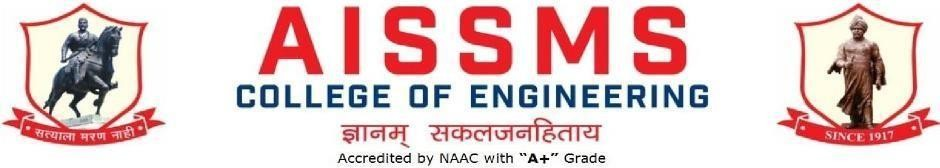 AISSMS
COLLEGE OF ENGINEERING
ज्ञानम् सकलजनहिताय
Accredited by NAAC with “A+” Grade
सत्याला मरण नाही
SINCE 1917